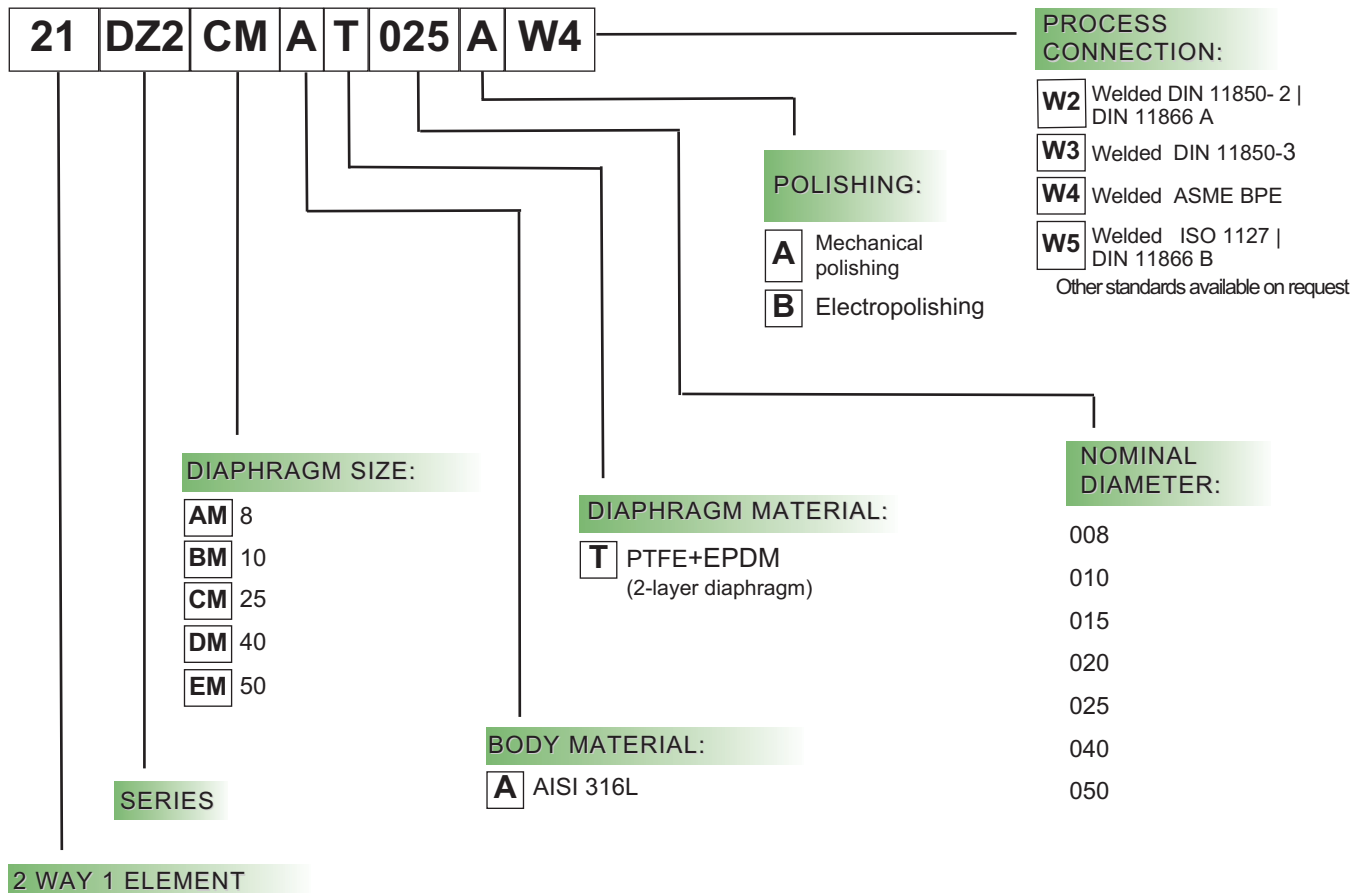 21 DZ2 CM A T 025 A W4
PROCESS
CONNECTION:
W2 Welded DIN 11850- 2 |
DIN 11866 A
W3 Welded DIN 11850-3
W4 Welded ASME BPE
W5 Welded ISO 1127 |
DIN 11866 B
Other standards available on request
POLISHING:
A Mechanical
polishing
B Electropolishing
NOMINAL
DIAMETER:
008
010
015
020
025
040
050
DIAPHRAGM SIZE:
AM 8
BM 10
CM 25
DM 40
EM 50
DIAPHRAGM MATERIAL:
T PTFE+EPDM
(2-layer diaphragm)
BODY MATERIAL:
A AISI 316L
SERIES
2 WAY 1 ELEMENT